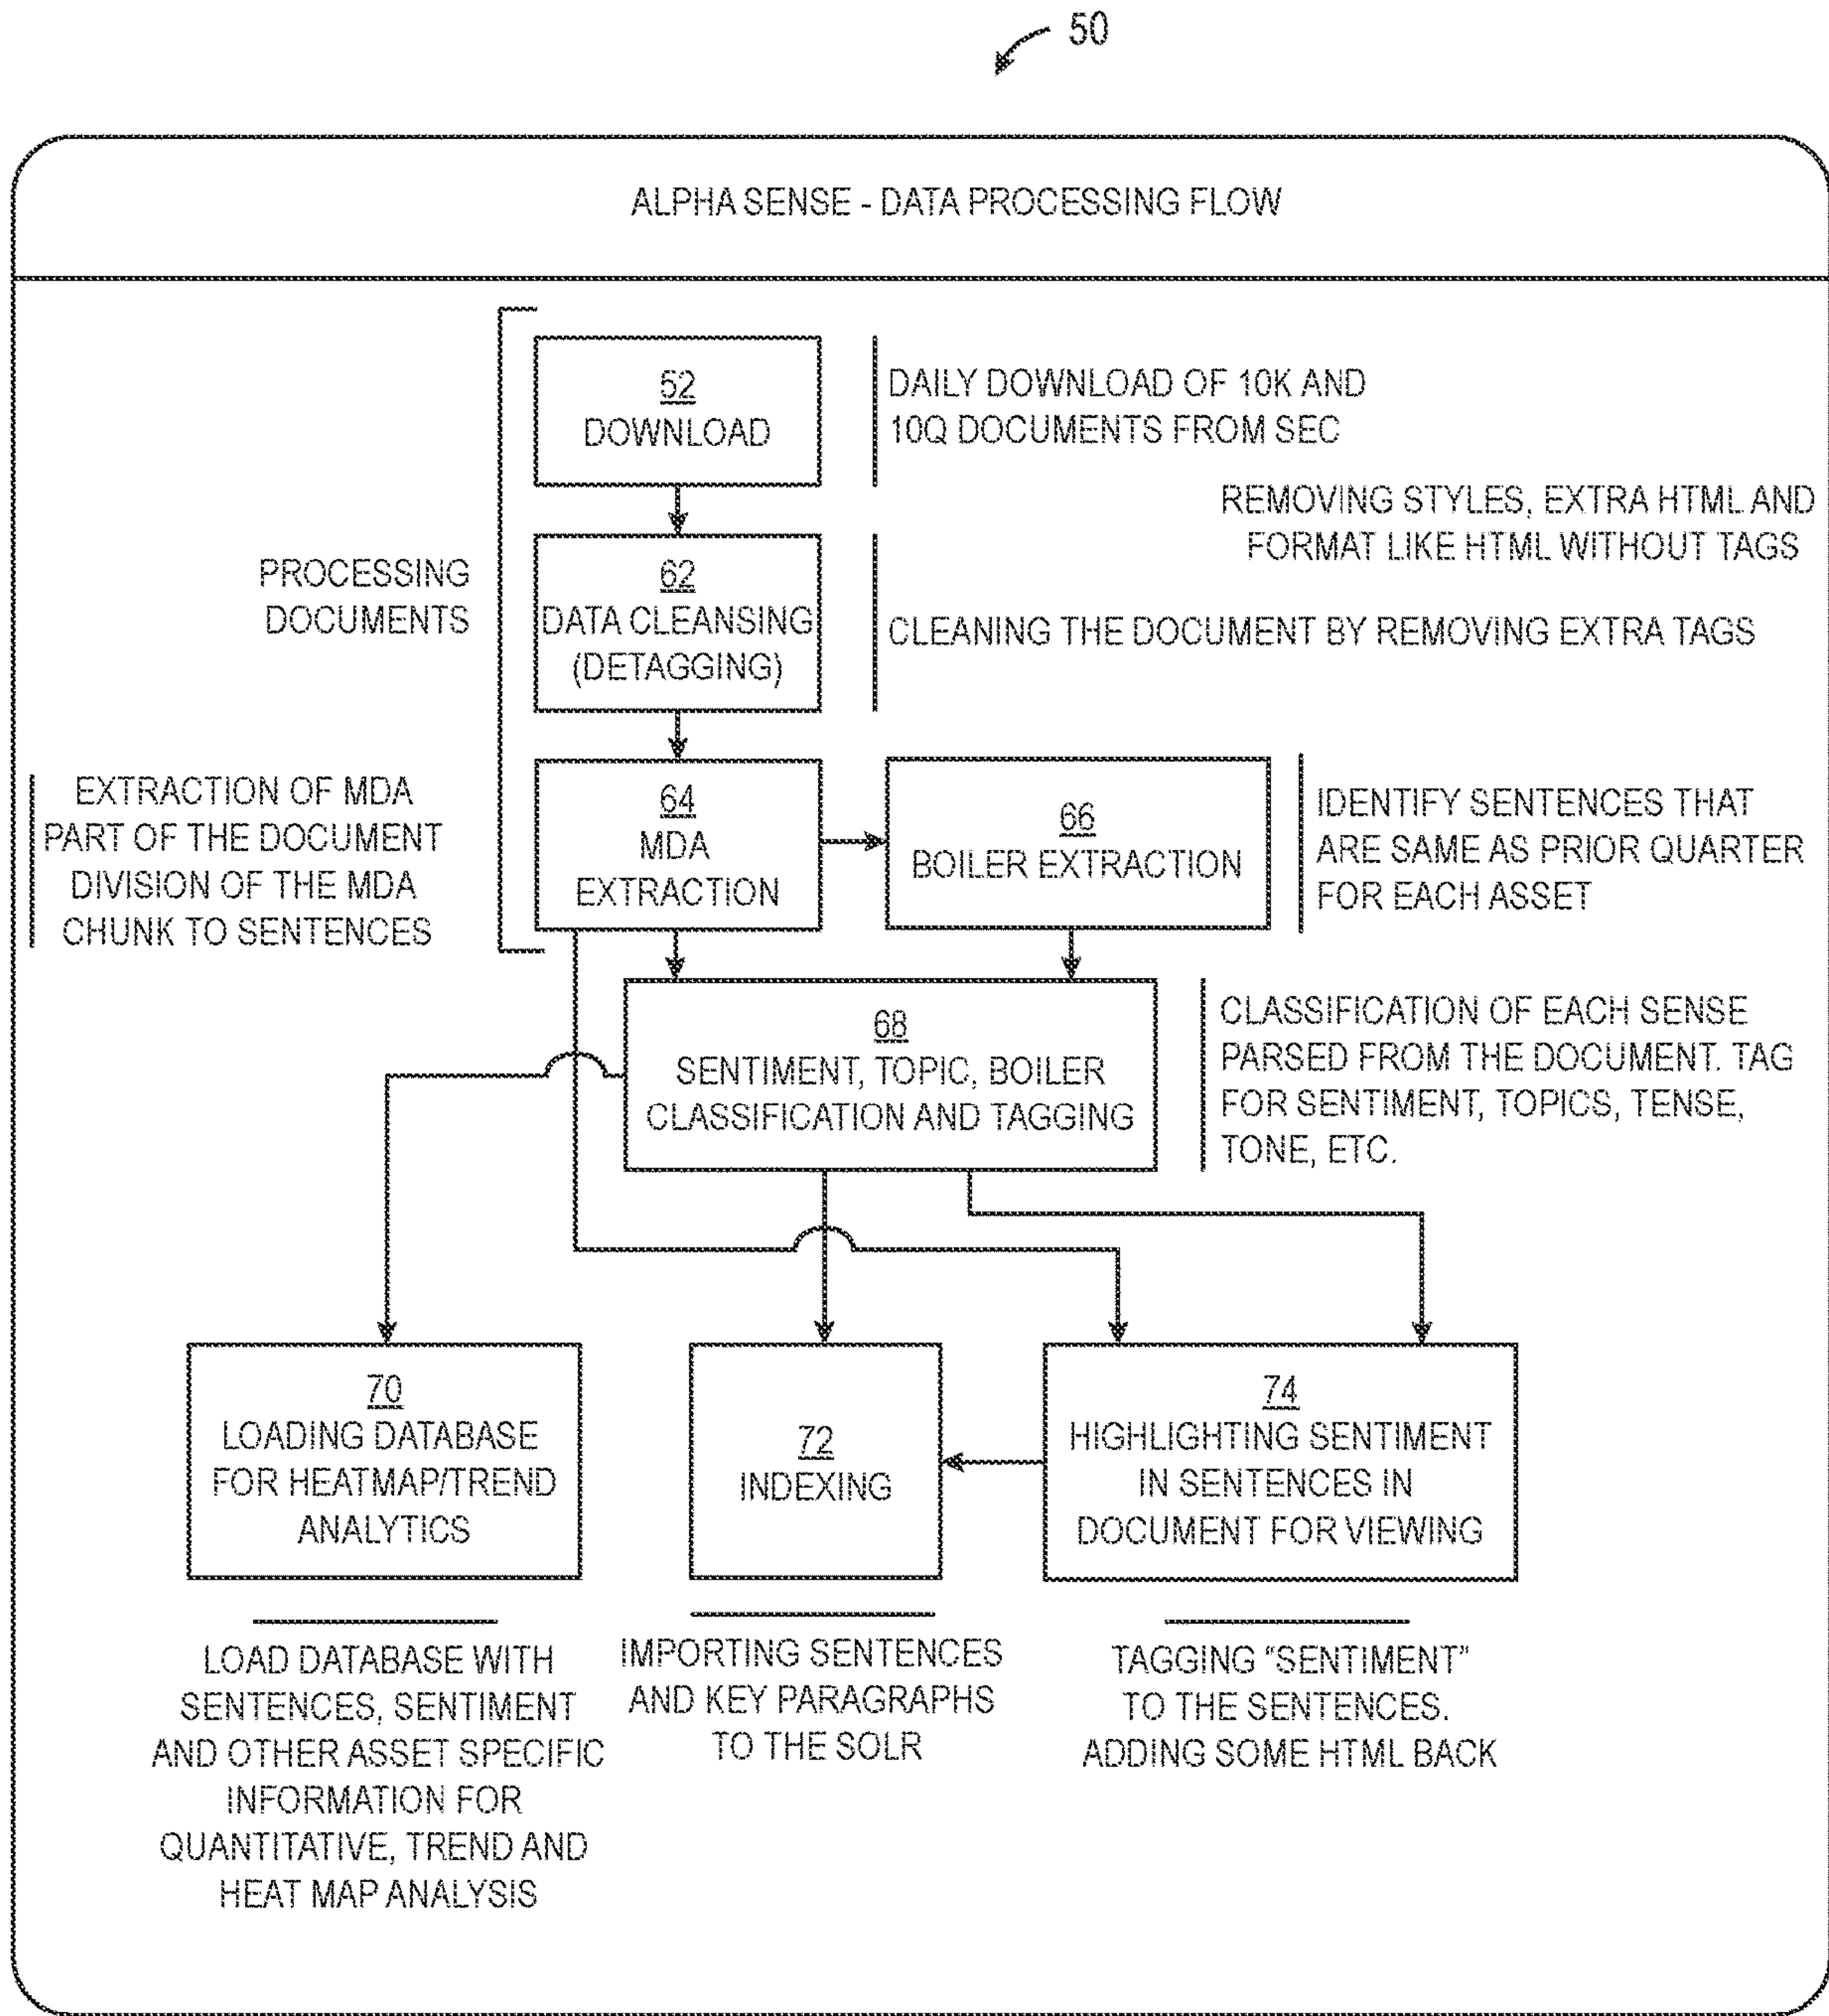 50
ALPHA SENSE - DATA PROCESSING FLOW
52
DOWNLOAD
DAILY DOWNLOAD OF 10K AND
10Q DOCUMENTS FROM SEC
REMOVING STYLES, EXTRA HTML AND
FORMAT LIKE HTML WITHOUT TAGS
PROCESSING
DOCUMENTS
62
DATA CLEANSING
(DETAGGING)
CLEANING THE DOCUMENT BY REMOVING EXTRA TAGS
EXTRACTION OF MDA
PART OF THE DOCUMENT
DIVISION OF THE MDA
CHUNK TO SENTENCES
64
MDA
EXTRACTION
66
BOILER EXTRACTION
IDENTIFY SENTENCES THAT
ARE SAME AS PRIOR QUARTER
FOR EACH ASSET
68
SENTIMENT, TOPIC, BOILER
CLASSIFICATION AND TAGGING
CLASSIFICATION OF EACH SENSE
PARSED FROM THE DOCUMENT. TAG
FOR SENTIMENT, TOPICS, TENSE,
TONE, ETC.
70
LOADING DATABASE
FOR HEATMAP/TREND
ANALYTICS
72
INDEXING
74
HIGHLIGHTING SENTIMENT
IN SENTENCES IN
DOCUMENT FOR VIEWING
LOAD DATABASE WITH
SENTENCES, SENTIMENT
AND OTHER ASSET SPECIFIC
INFORMATION FOR
QUANTITATIVE, TREND AND
HEAT MAP ANALYSIS
IMPORTING SENTENCES
AND KEY PARAGRAPHS
TO THE SOLR
TAGGING “SENTIMENT”
TO THE SENTENCES.
ADDING SOME HTML BACK